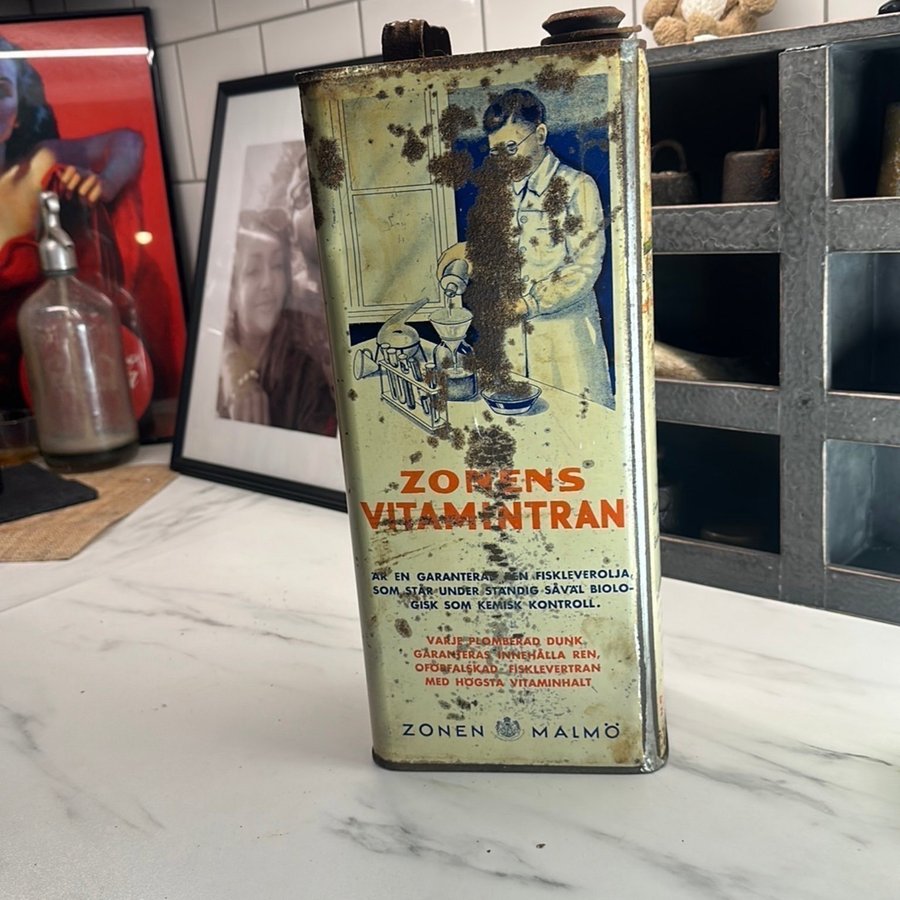 ZONENS
VITAMINTRAN
ÄR EN GARANTERAT REN FISKLEVEROLJA,
SOM STÅR UNDER STÄNDIG SÅVÄL BIOLO-
GISK SOM KEMISK KONTROLL.
VARJE PLOMBERAD DUNK
GARANTERAS INNEHÅLLA REN,
OFÖRFALSKAD FISKLEVERTRAN
MED HÖGSTA VITAMINHALT
ZONEN MALMÖ